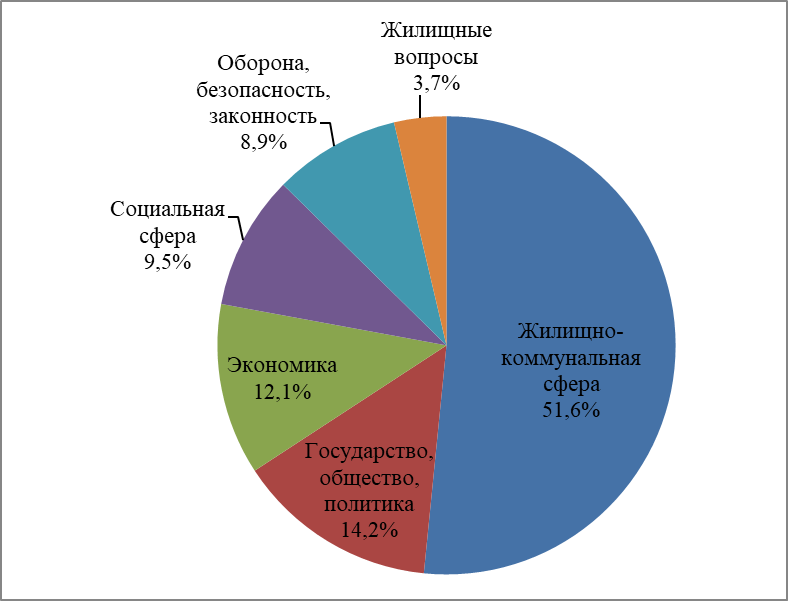 Жилищные
вопросы
3,7%
Оборона,
безопасность,
законность
8,9%
Социальная
сфера
9,5%
Жилищно-
коммунальная
сфера
51,6%
Экономика
12,1%
Государство,
общество,
политика
14,2%